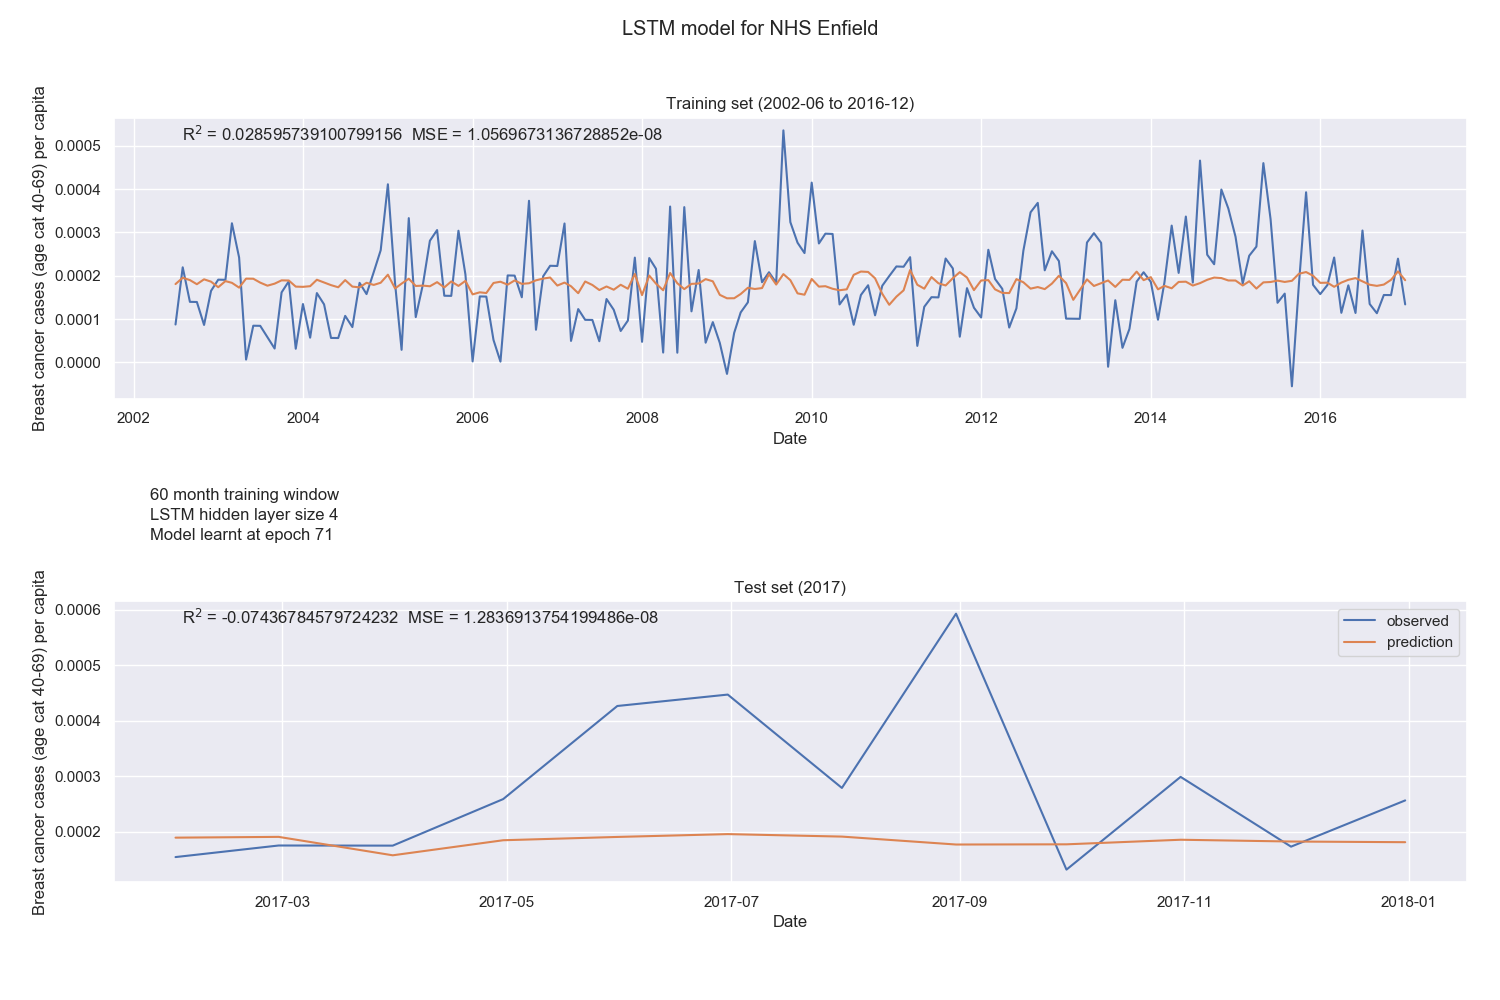 LSTM model for NHS Enfield
Training set (2002-06 to 2016-12)
R² = 0.028595739100799156 MSE = 1.0569673136728852e-08
Breast cancer cases (age cat 40-69) per capita
0.0005
0.0004
0.0003
0.0002
0.0001
0.0000
2002 2004 2006 2008 2010 2012 2014 2016
Date
60 month training window
LSTM hidden layer size 4
Model learnt at epoch 71
Test set (2017)
R² = -0.07436784579724232 MSE = 1.2836913754199486e-08
observed
prediction
Breast cancer cases (age cat 40-69) per capita
0.0006
0.0005
0.0004
0.0003
0.0002
2017-03 2017-05 2017-07 2017-09 2017-11 2018-01
Date